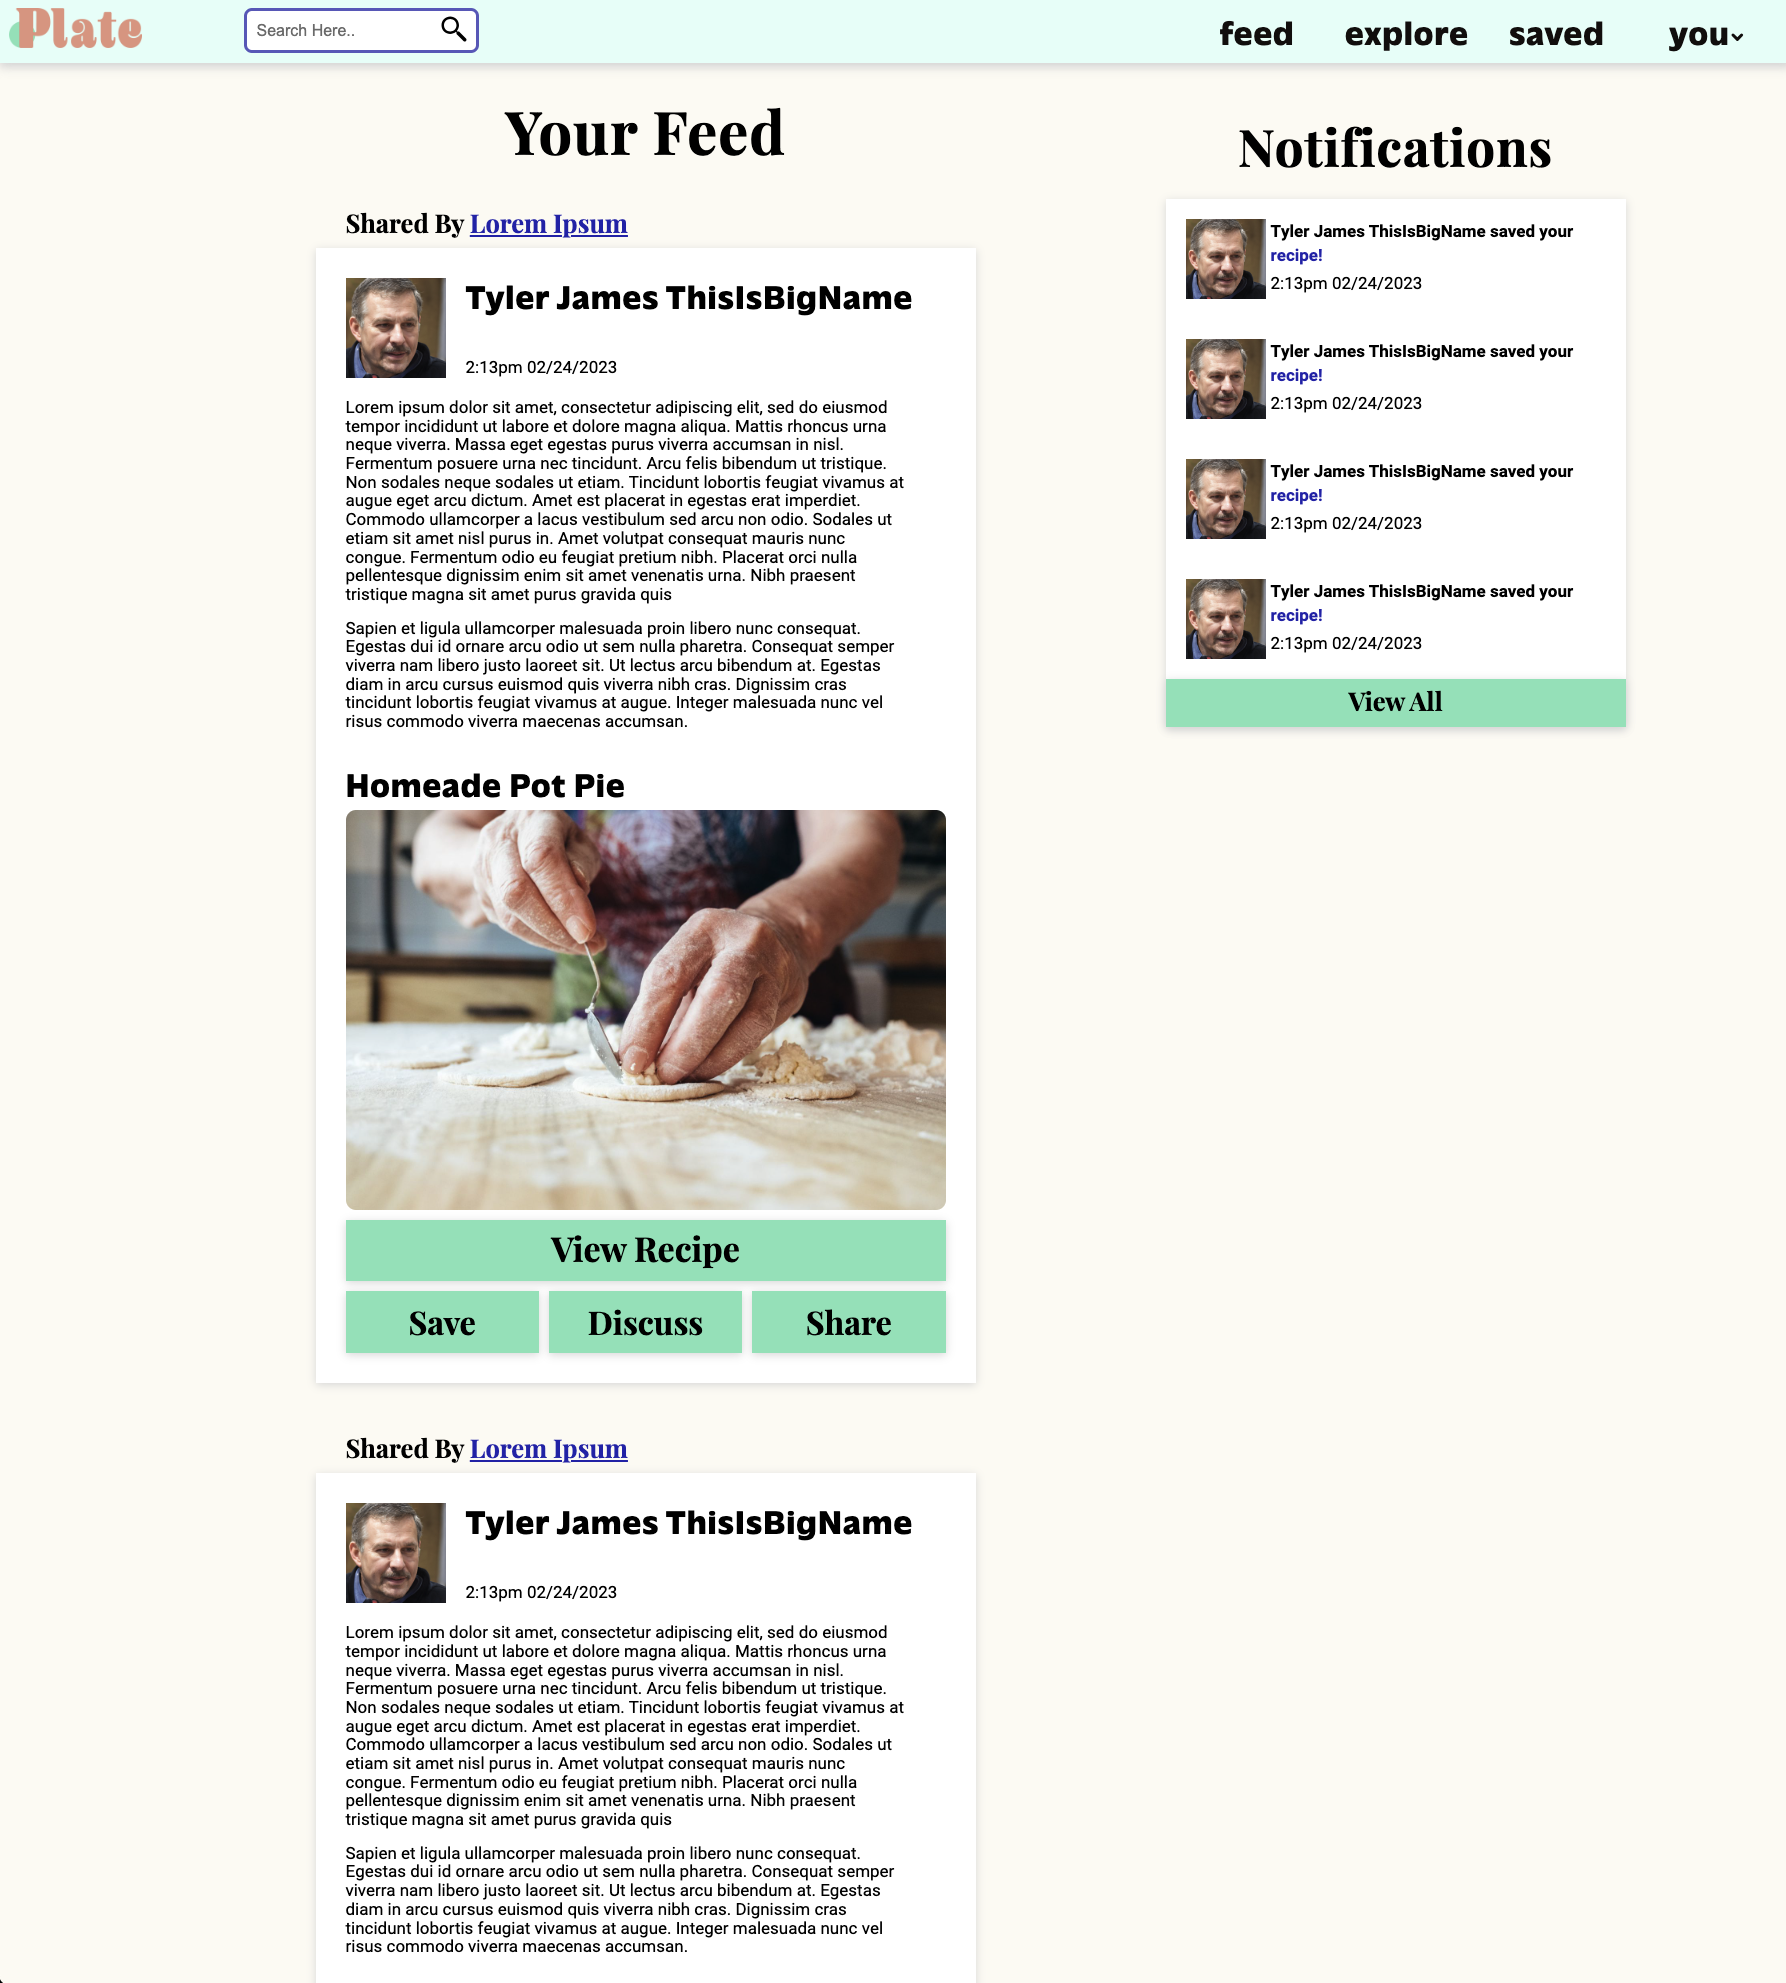 Plate
Search Here..
feed
explore
saved
you
Your Feed
Shared By Lorem Ipsum
Tyler James ThisIsBigName
2:13pm 02/24/2023
Lorem ipsum dolor sit amet, consectetur adipiscing elit, sed do eiusmod
tempor incididunt ut labore et dolore magna aliqua. Mattis rhoncus urna
neque viverra. Massa eget egestas purus viverra accumsan in nisl.
Fermentum posuere urna nec tincidunt. Arcu felis bibendum ut tristique.
Non sodales neque sodales ut etiam. Tincidunt lobortis feugiat vivamus at
augue eget arcu dictum. Amet est placerat in egestas erat imperdiet.
Commodo ullamcorper a lacus vestibulum sed arcu non odio. Sodales ut
etiam sit amet nisl purus in. Amet volutpat consequat mauris nunc
congue. Fermentum odio eu feugiat pretium nibh. Placerat orci nulla
pellentesque dignissim enim sit amet venenatis urna. Nibh praesent
tristique magna sit amet purus gravida quis
Sapien et ligula ullamcorper malesuada proin libero nunc consequat.
Egestas dui id ornare arcu odio ut sem nulla pharetra. Consequat semper
viverra nam libero justo laoreet sit. Ut lectus arcu bibendum at. Egestas
diam in arcu cursus euismod quis viverra nibh cras. Dignissim cras
tincidunt lobortis feugiat vivamus at augue. Integer malesuada nunc vel
risus commodo viverra maecenas accumsan.
Homeade Pot Pie
View Recipe
Save
Discuss
Share
Shared By Lorem Ipsum
Tyler James ThisIsBigName
2:13pm 02/24/2023
Lorem ipsum dolor sit amet, consectetur adipiscing elit, sed do eiusmod
tempor incididunt ut labore et dolore magna aliqua. Mattis rhoncus urna
neque viverra. Massa eget egestas purus viverra accumsan in nisl.
Fermentum posuere urna nec tincidunt. Arcu felis bibendum ut tristique.
Non sodales neque sodales ut etiam. Tincidunt lobortis feugiat vivamus at
augue eget arcu dictum. Amet est placerat in egestas erat imperdiet.
Commodo ullamcorper a lacus vestibulum sed arcu non odio. Sodales ut
etiam sit amet nisl purus in. Amet volutpat consequat mauris nunc
congue. Fermentum odio eu feugiat pretium nibh. Placerat orci nulla
pellentesque dignissim enim sit amet venenatis urna. Nibh praesent
tristique magna sit amet purus gravida quis
Sapien et ligula ullamcorper malesuada proin libero nunc consequat.
Egestas dui id ornare arcu odio ut sem nulla pharetra. Consequat semper
viverra nam libero justo laoreet sit. Ut lectus arcu bibendum at. Egestas
diam in arcu cursus euismod quis viverra nibh cras. Dignissim cras
tincidunt lobortis feugiat vivamus at augue. Integer malesuada nunc vel
risus commodo viverra maecenas accumsan.
Notifications
Tyler James ThisIsBigName saved your
recipe!
2:13pm 02/24/2023
Tyler James ThisIsBigName saved your
recipe!
2:13pm 02/24/2023
Tyler James ThisIsBigName saved your
recipe!
2:13pm 02/24/2023
Tyler James ThisIsBigName saved your
recipe!
2:13pm 02/24/2023
View All